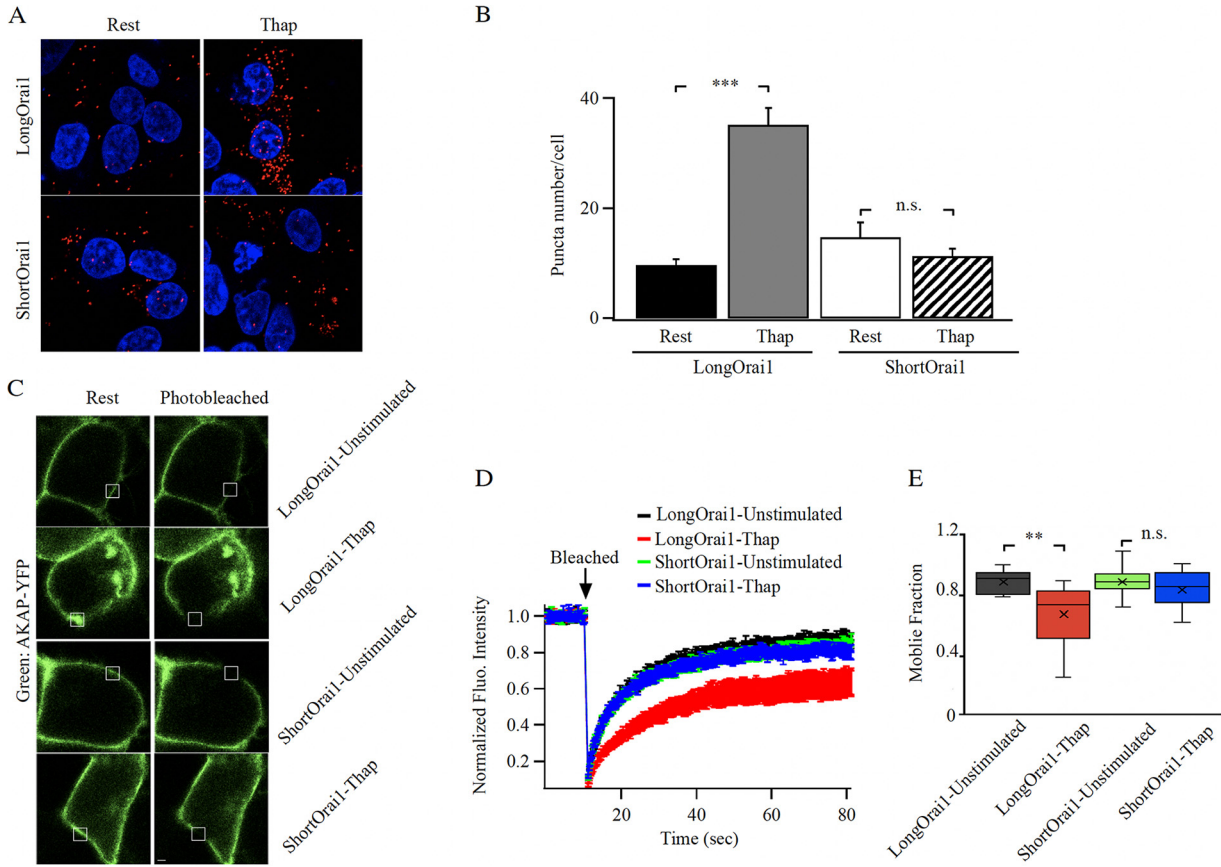 A
Rest
Thap
LongOrai1
ShortOrai1
B
Puncta number/cell
40
20
0
***
n.s.
Rest
Thap
Rest
Thap
LongOrai1
ShortOrai1
C
Rest
Photobleached
Green: AKAP-YFP
LongOrai1-Unstimulated
LongOrai1-Thap
ShortOrai1-Unstimulated
ShortOrai1-Thap
D
LongOrai1-Unstimulated
LongOrai1-Thap
ShortOrai1-Unstimulated
ShortOrai1-Thap
Bleached
Normalized Fluo. Intensity
1.0
0.8
0.6
0.4
0.2
20
40
60
80
Time (sec)
E
Moblie Fraction
1.2
0.8
0.4
0
**
n.s.
LongOrai1-Unstimulated
LongOrai1-Thap
ShortOrai1-Unstimulated
ShortOrai1-Thap